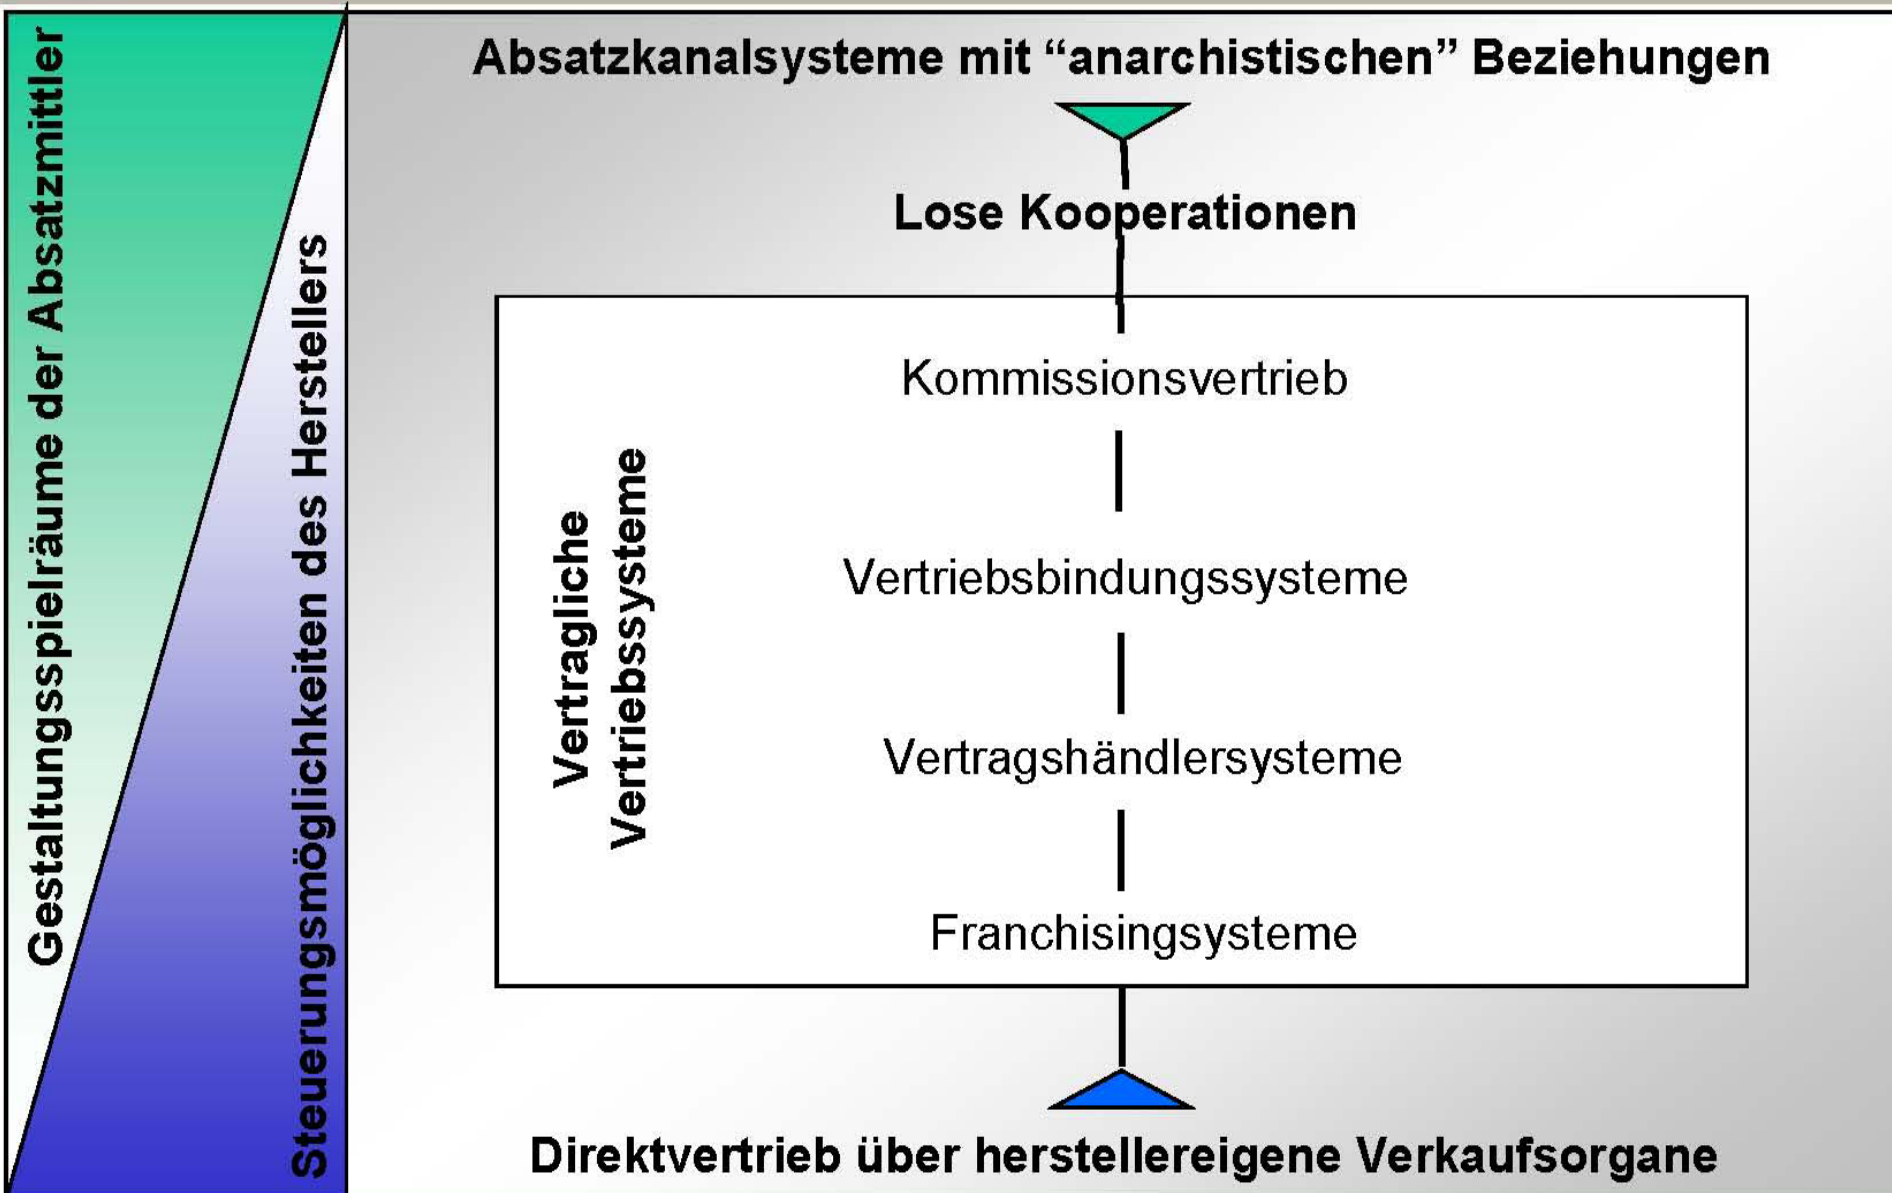 Gestaltungsspielräume der Absatzmittler
Steuerungsmöglichkeiten des Herstellers
Absatzkanalsysteme mit “anarchistischen” Beziehungen
Lose Kooperationen
Vertragliche
Vertriebssysteme
Kommissionsvertrieb
Vertriebsbindungssysteme
Vertragshändlersysteme
Franchisingsysteme
Direktvertrieb über herstellereigene Verkaufsorgane